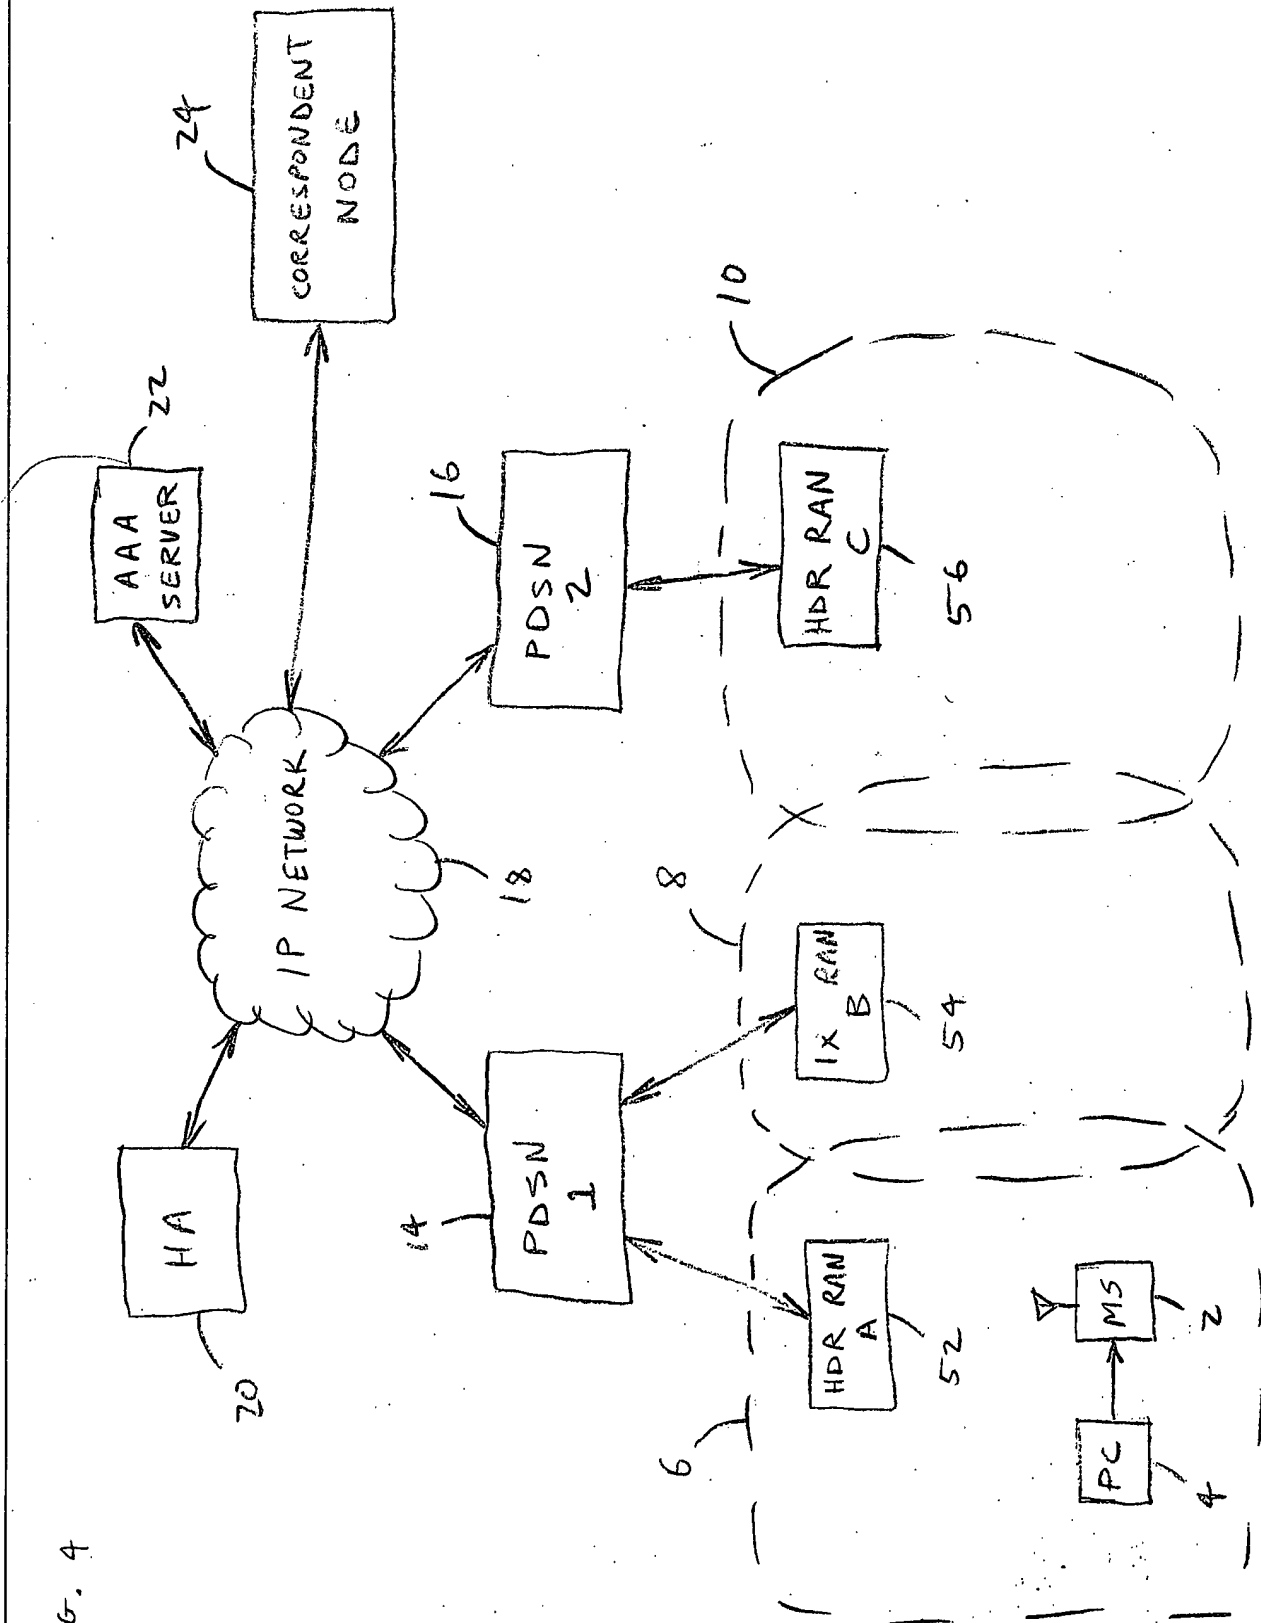 G. 4
20
HA
AAA
SERVER
22
24
CORRESPONDENT
NODE
IP NETWORK
18
14
PDSN
1
16
PDSN
2
6
8
10
HDR RAN
A
52
1X RAN
B
54
HDR RAN
C
56
PC
4
MS
2